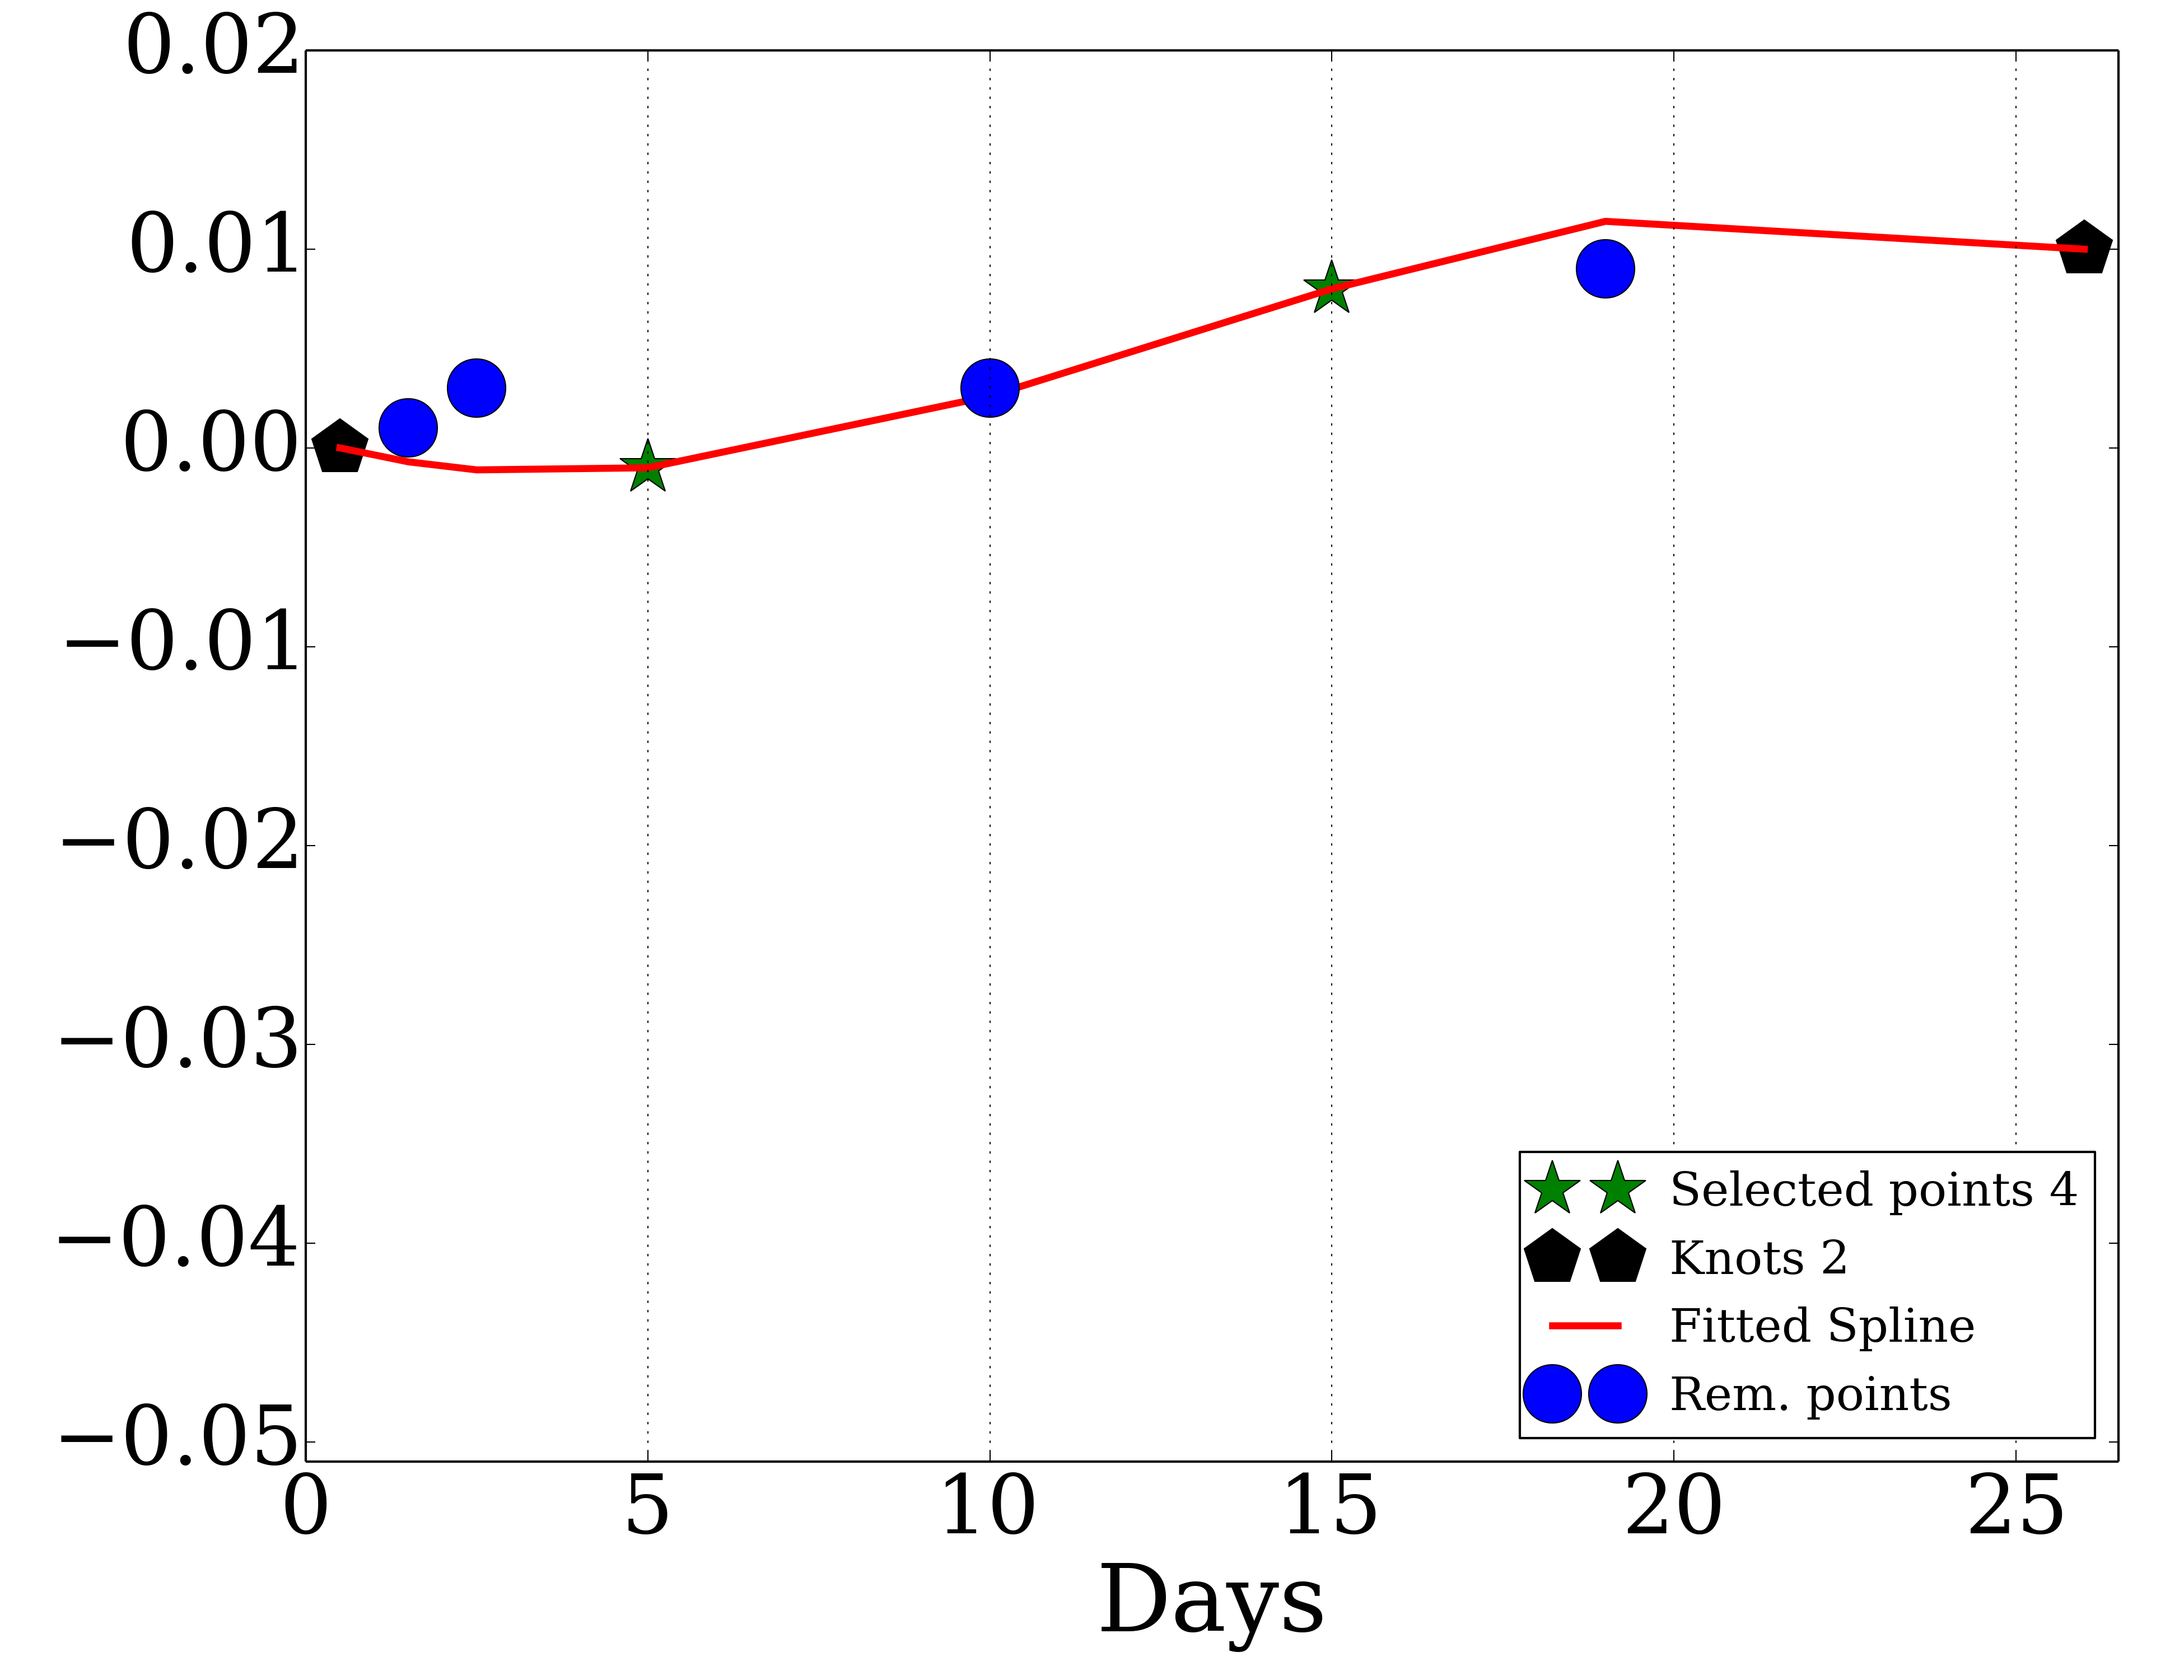 0.02
0.01
0.00
−0.01
−0.02
−0.03
−0.04
−0.05
0 5 10 15 20 25
Days
Selected points 4
Knots 2
Fitted Spline
Rem. points